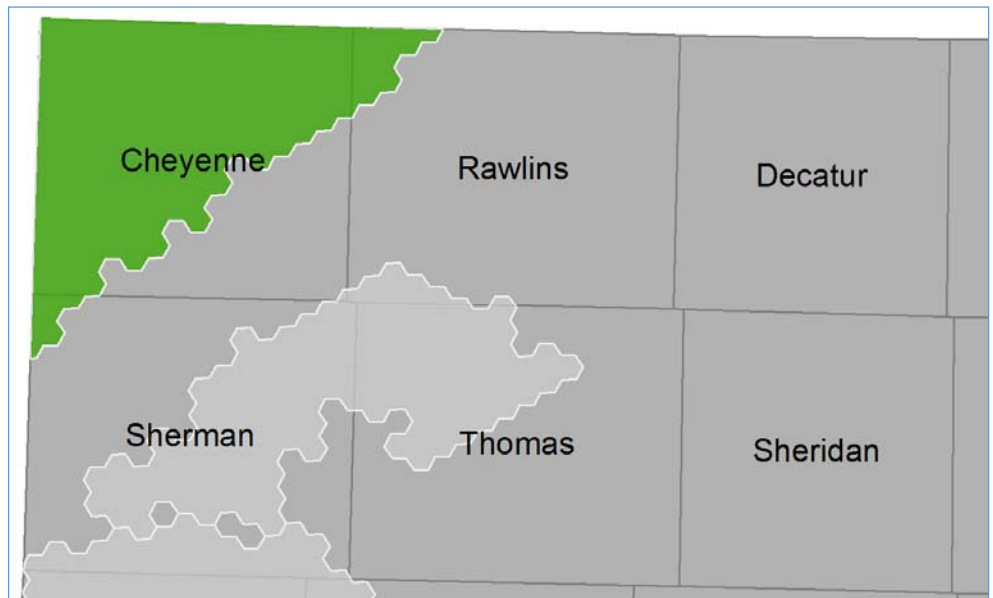 Cheyenne
Rawlins
Decatur
Sherman
Thomas
Sheridan